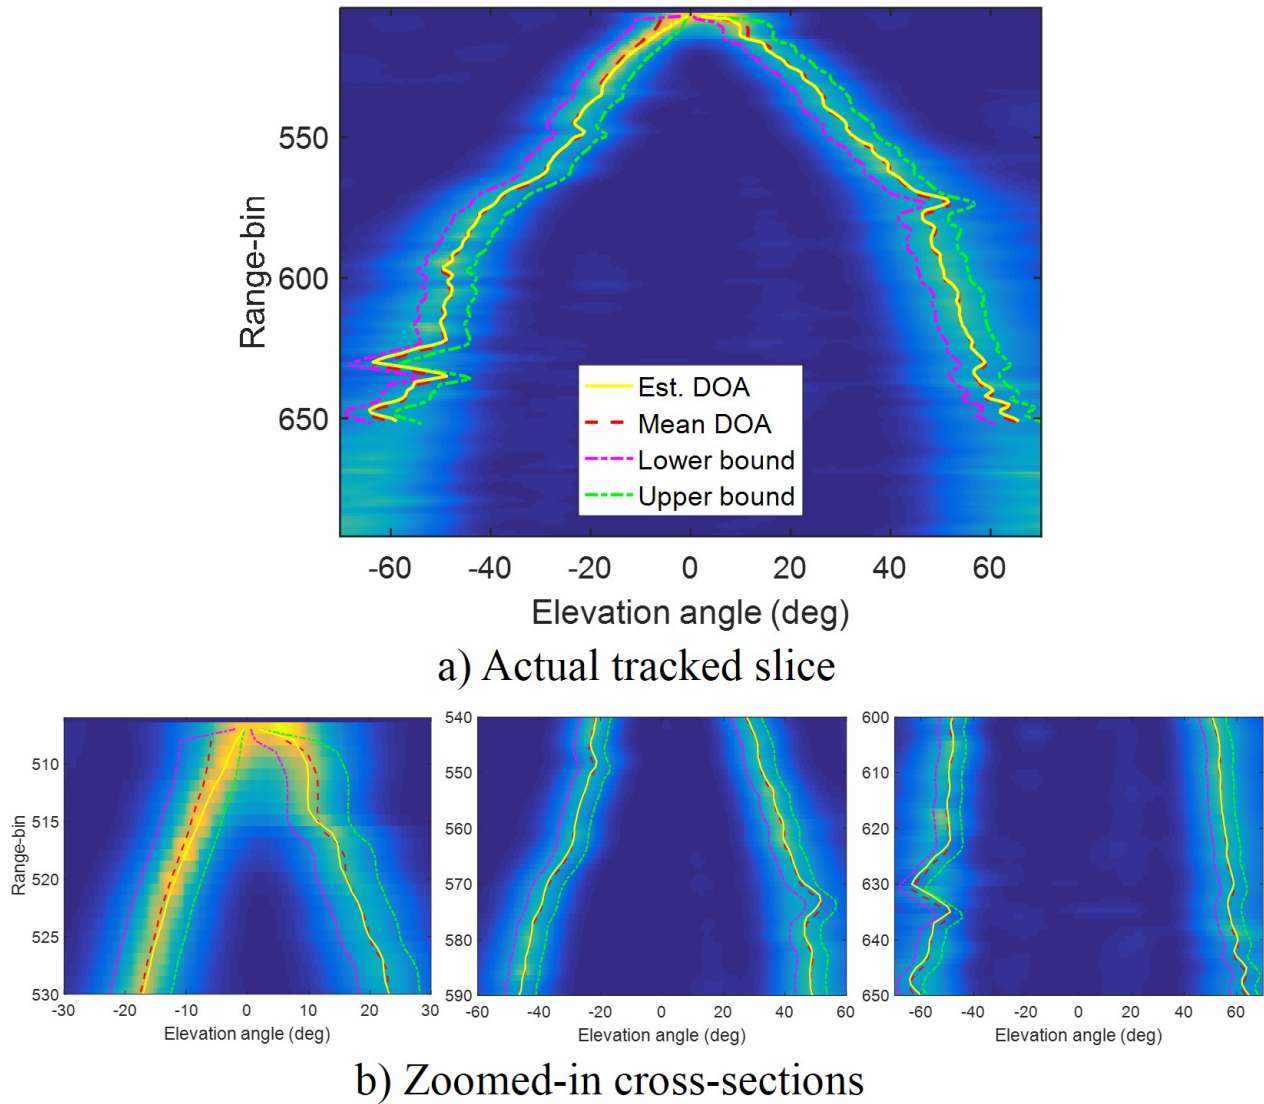 550
600
650
Range-bin
Est. DOA
Mean DOA
Lower bound
Upper bound
-60 -40 -20 0 20 40 60
Elevation angle (deg)
a) Actual tracked slice
510
515
520
525
530
Range-bin
-30 -20 -10 0 10 20 30
Elevation angle (deg)
540
550
560
570
580
590
-60 -40 -20 0 20 40 60
Elevation angle (deg)
600
610
620
630
640
650
-60 -40 -20 0 20 40 60
Elevation angle (deg)
b) Zoomed-in cross-sections